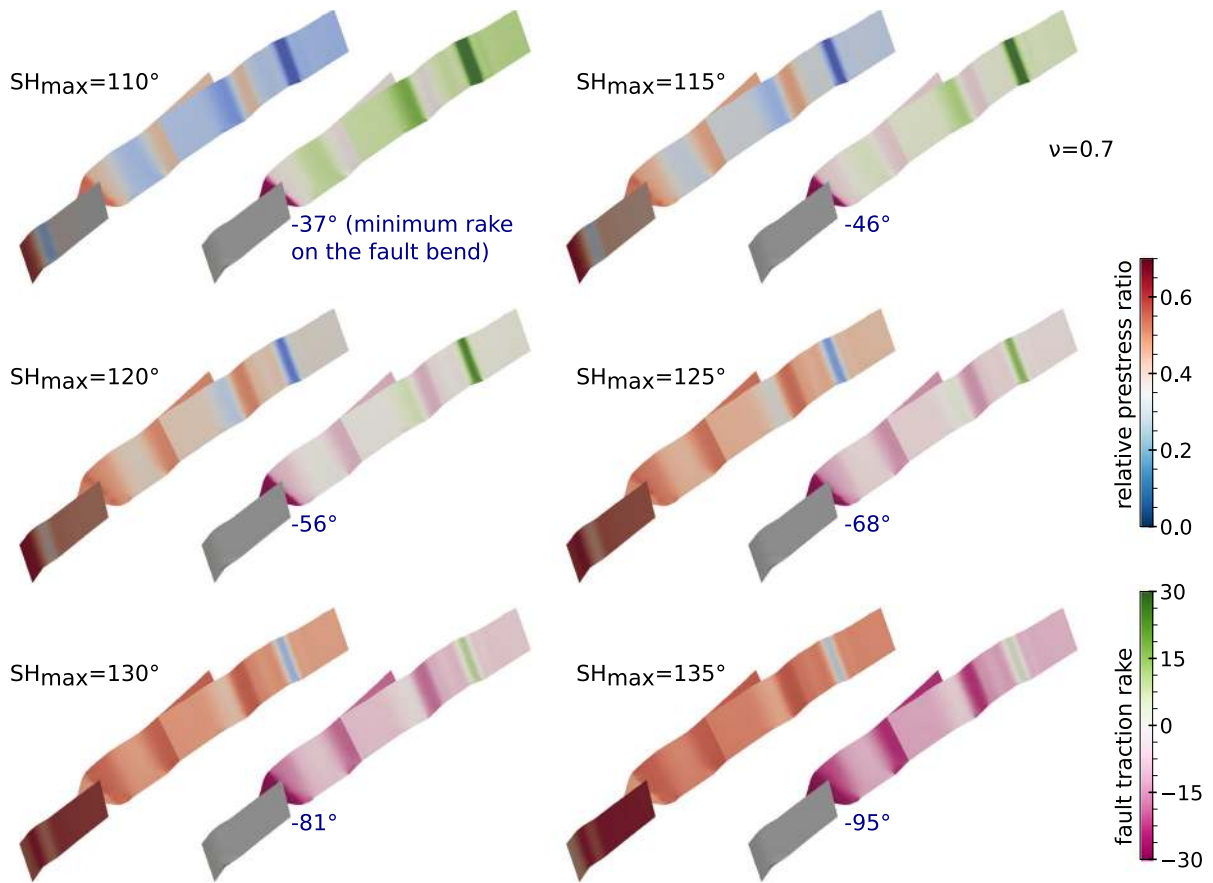 SHmax=110°
SHmax=115°
ν=0.7
-37° (minimum rake
on the fault bend)
-46°
SHmax=120°
SHmax=125°
-56°
-68°
SHmax=130°
SHmax=135°
-81°
-95°
relative prestress ratio
0.6
0.4
0.2
0.0
fault traction rake
30
15
0
−15
−30